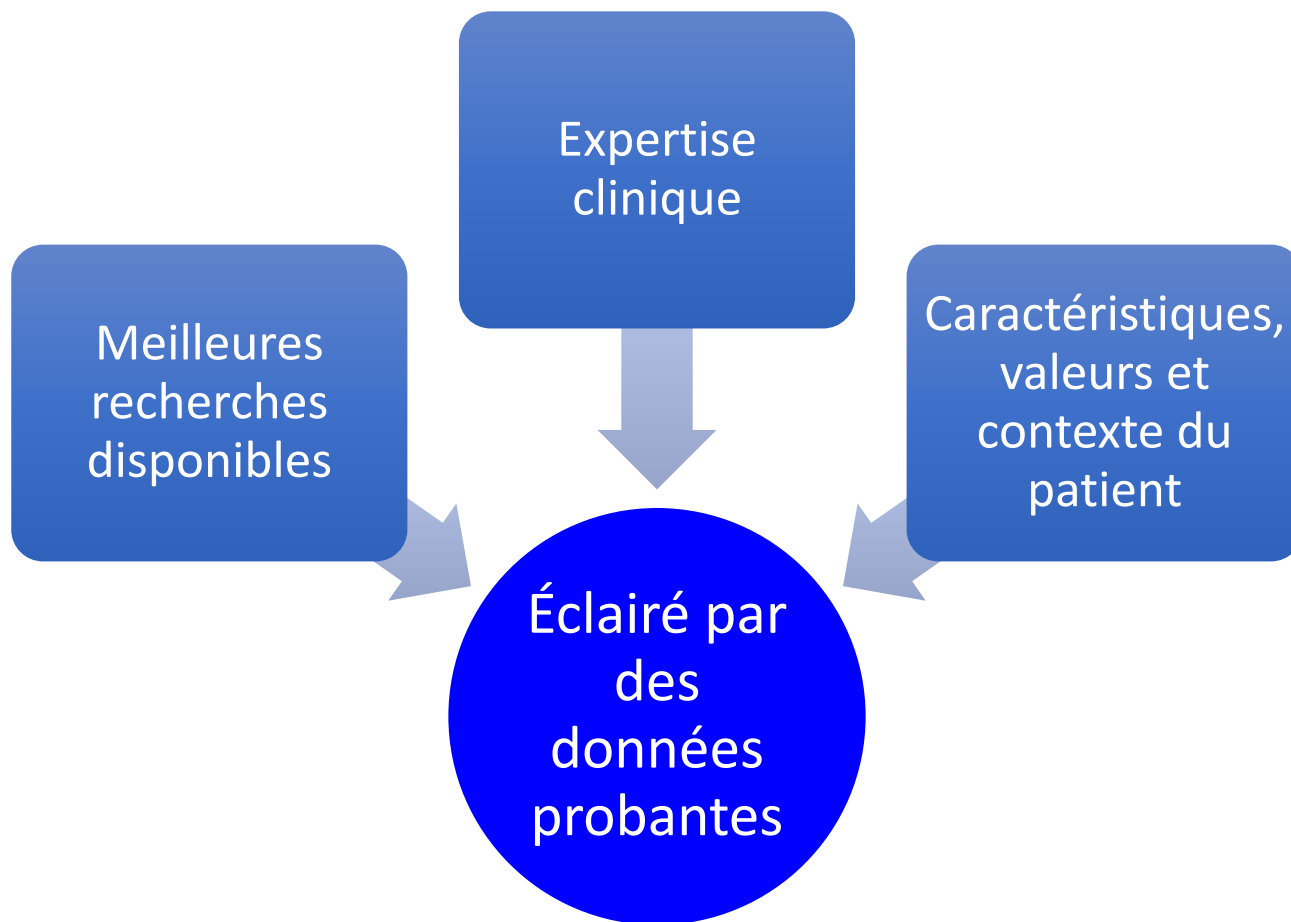 Expertise
clinique
Meilleures
recherches
disponibles
Caractéristiques,
valeurs et
contexte du
patient
Éclairé par
des
données
probantes